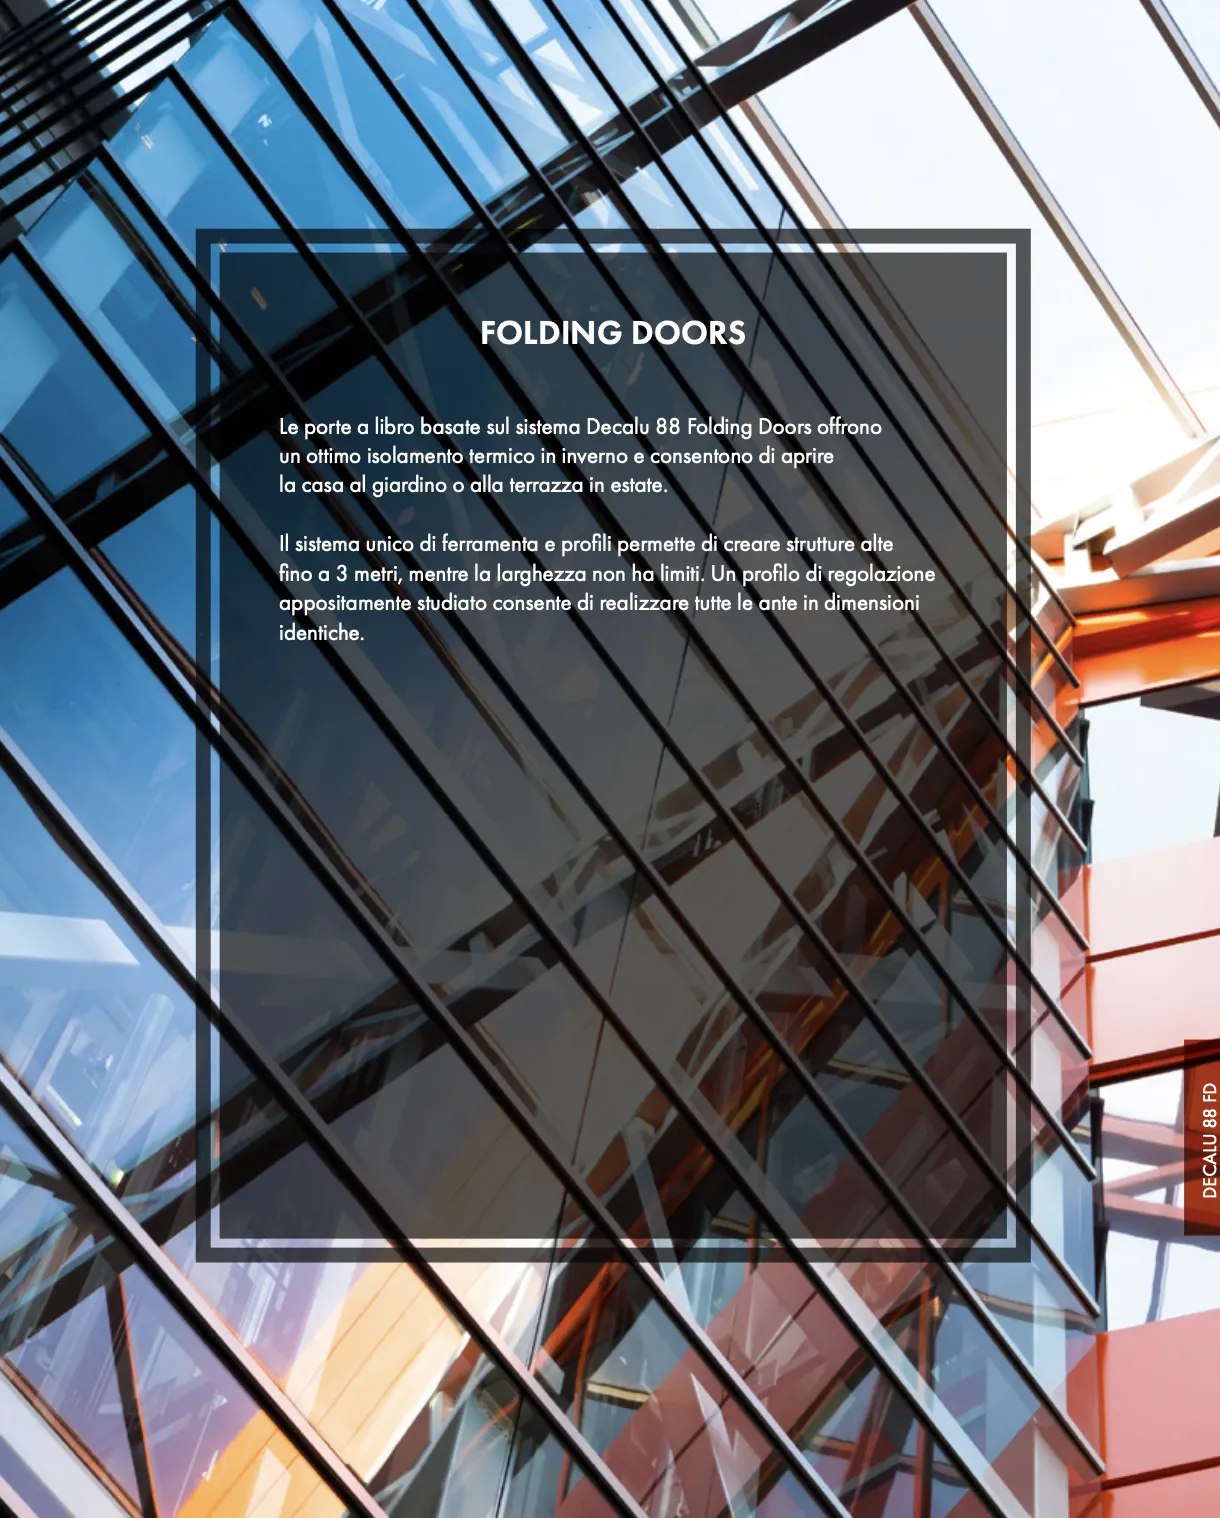 FOLDING DOORS
Le porte a libro basate sul sistema Decalu 88 Folding Doors offrono
un ottimo isolamento termico in inverno e consentono di aprire
la casa al giardino o alla terrazza in estate.
Il sistema unico di ferramenta e profili permette di creare strutture alte
fino a 3 metri, mentre la larghezza non ha limiti. Un profilo di regolazione
appositamente studiato consente di realizzare tutte le ante in dimensioni
identiche.
DECALU 88 FD